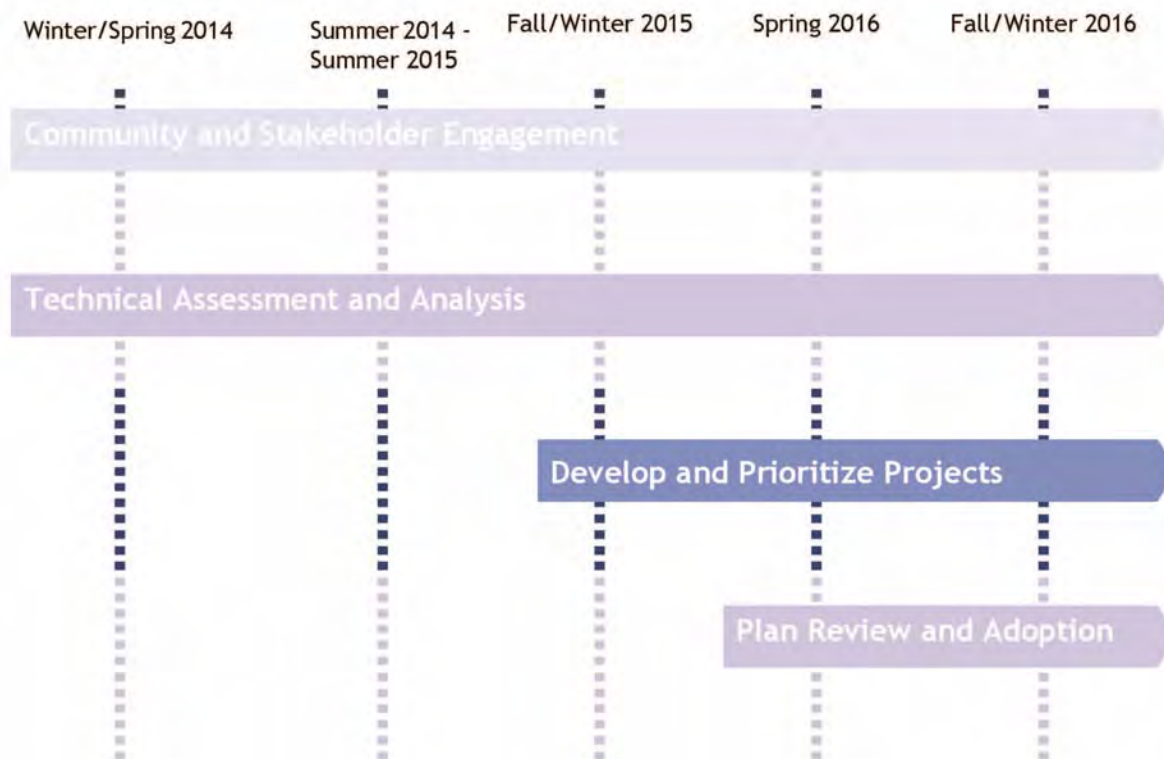 Winter/Spring 2014
Summer 2014 -
Summer 2015
Fall/Winter 2015
Spring 2016
Fall/Winter 2016
Community and Stakeholder Engagement
Technical Assessment and Analysis
Develop and Prioritize Projects
Plan Review and Adoption